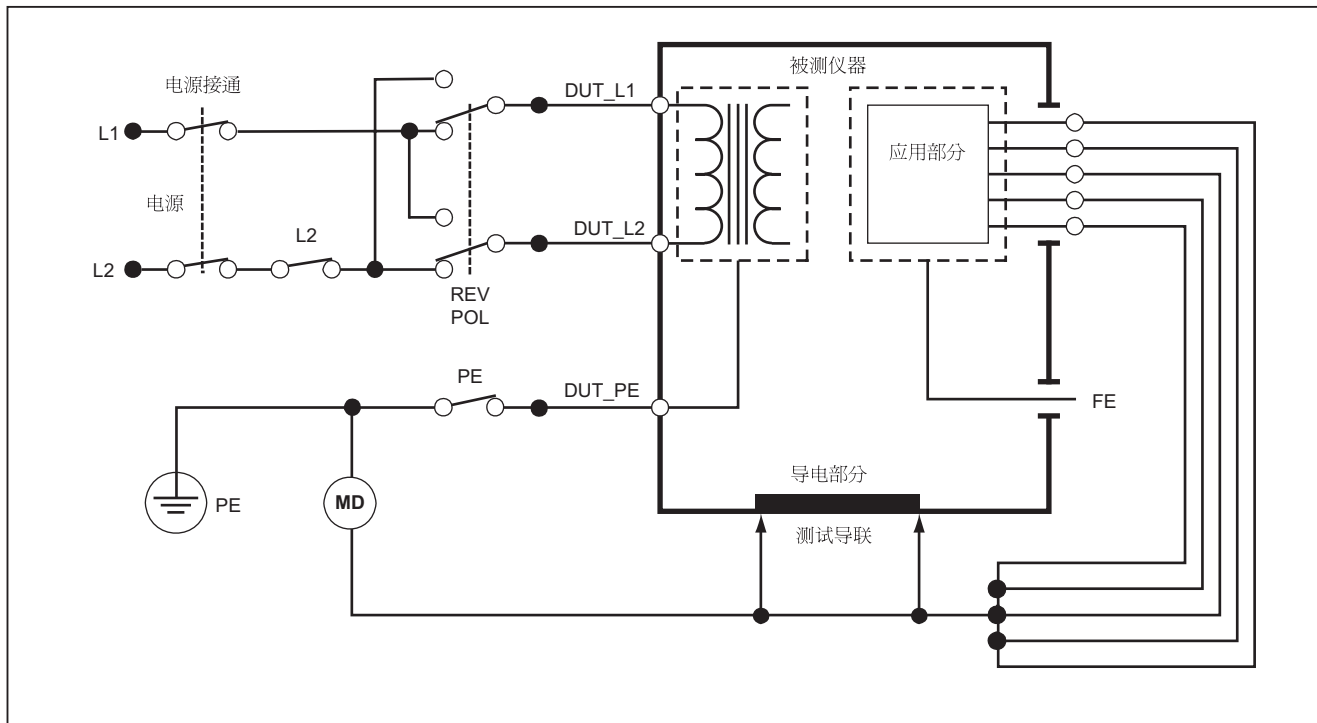 被测仪器
电源接通
DUT_L1
L1
应用部分
电源
L2
DUT_L2
L2
REV
POL
PE
DUT_PE
FE
导电部分
PE
MD
测试导联